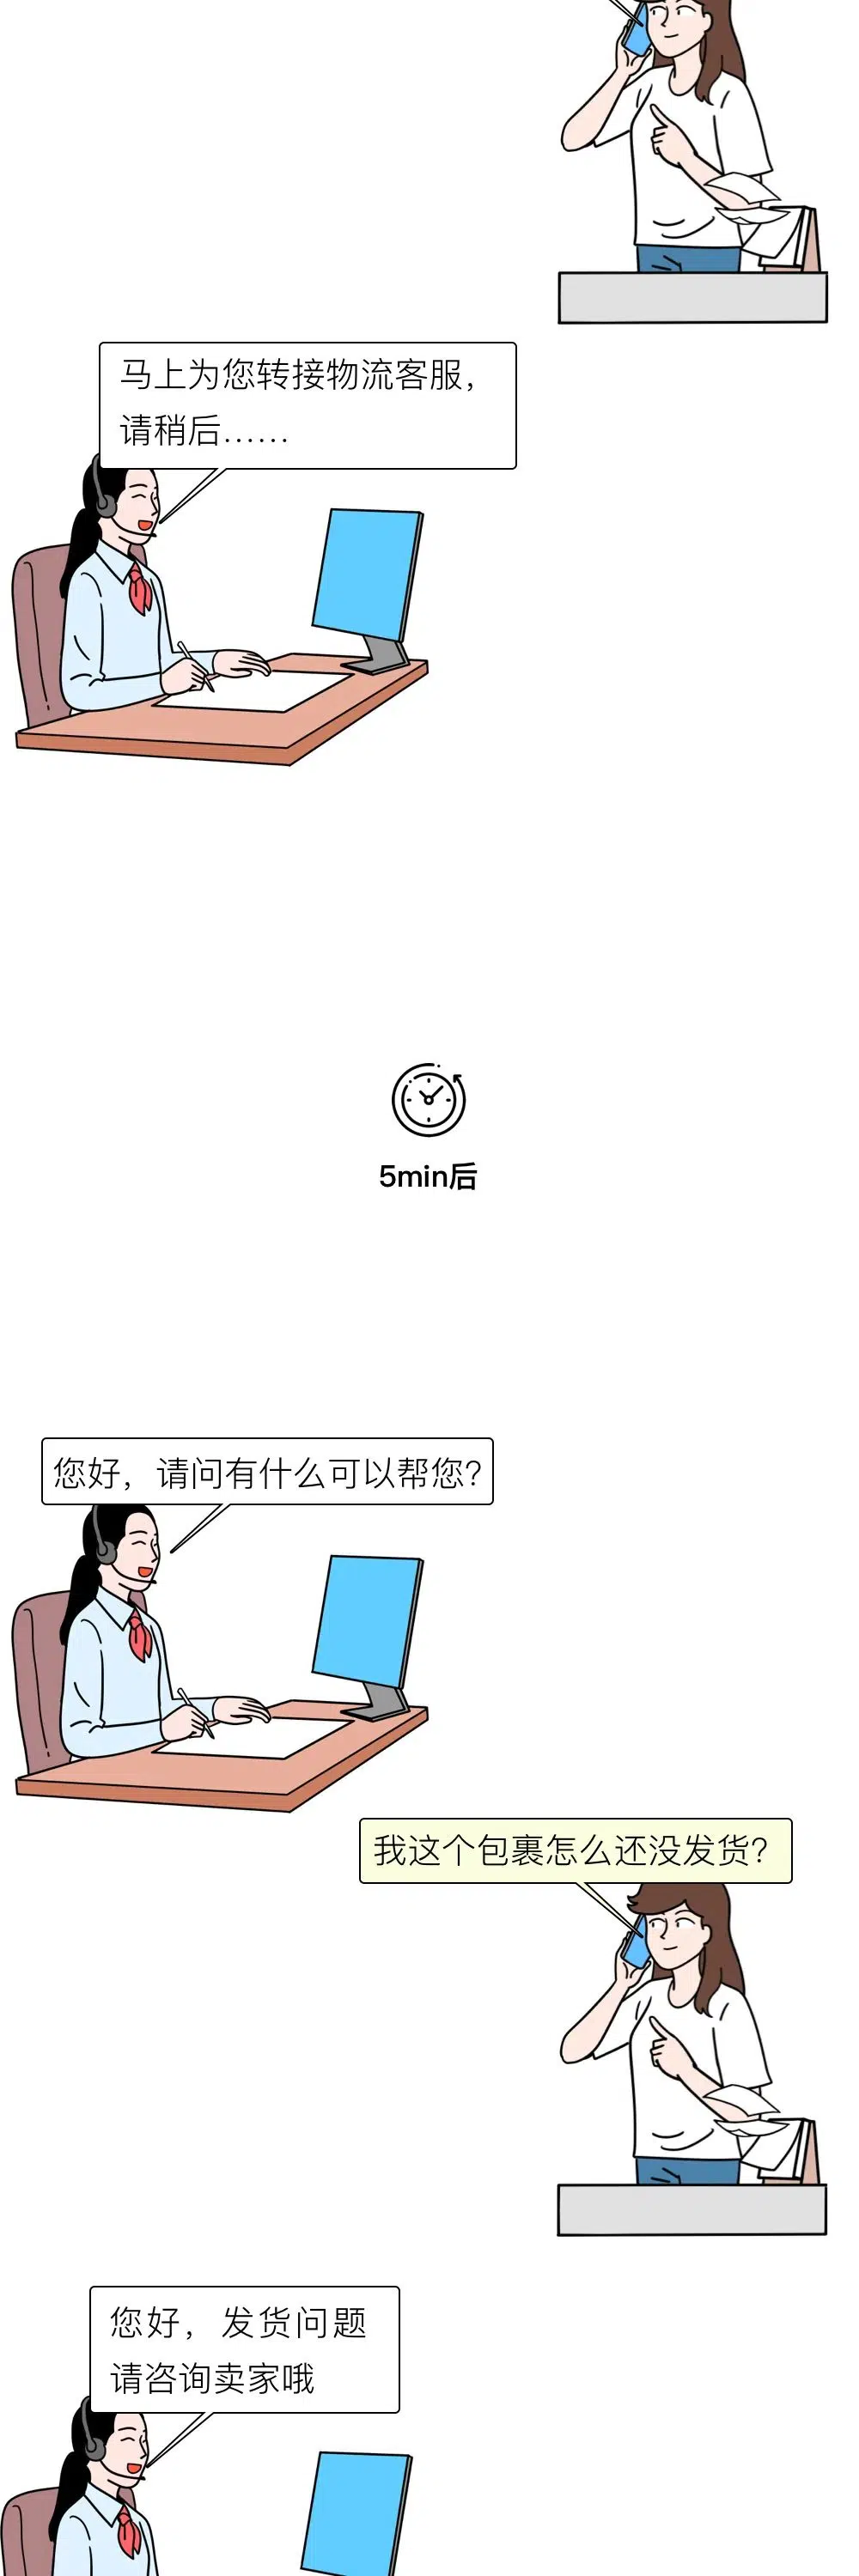 马上为您转接物流客服，
请稍后……
5min后
您好，请问有什么可以帮您？
我这个包裹怎么还没发货？
您好，发货问题
请咨询卖家哦